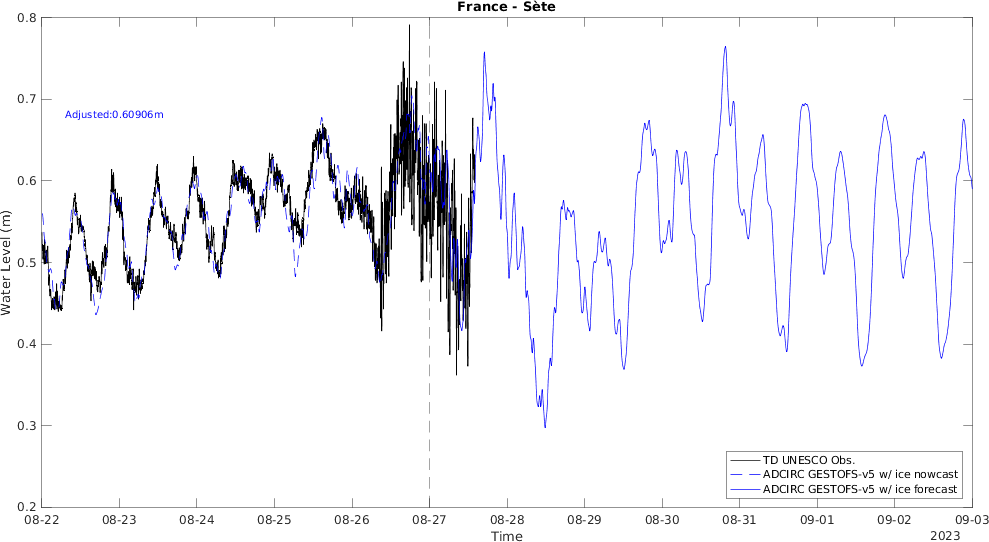 France - Sète
0.8
0.7
0.6
0.5
0.4
0.3
0.2
Water Level (m)
Adjusted:0.60906m
TD UNESCO Obs.
ADCIRC GESTOFS-v5 w/ ice nowcast
ADCIRC GESTOFS-v5 w/ ice forecast
08-22 08-23 08-24 08-25 08-26 08-27 08-28 08-29 08-30 08-31 09-01 09-02 09-03
Time
2023